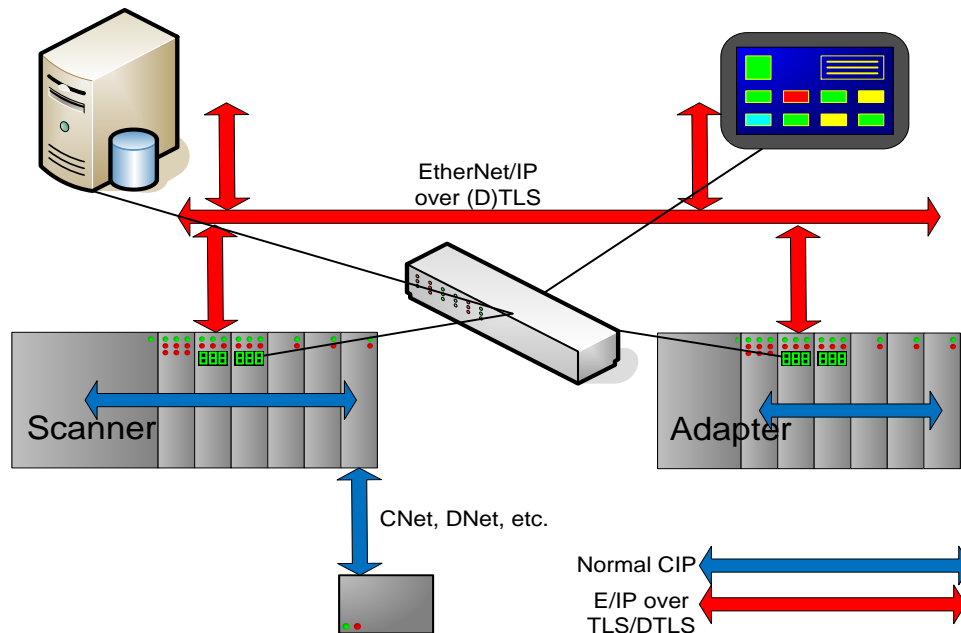 EtherNet/IP
over (D)TLS
Scanner
Adapter
CNet, DNet, etc.
Normal CIP
E/IP over
TLS/DTLS